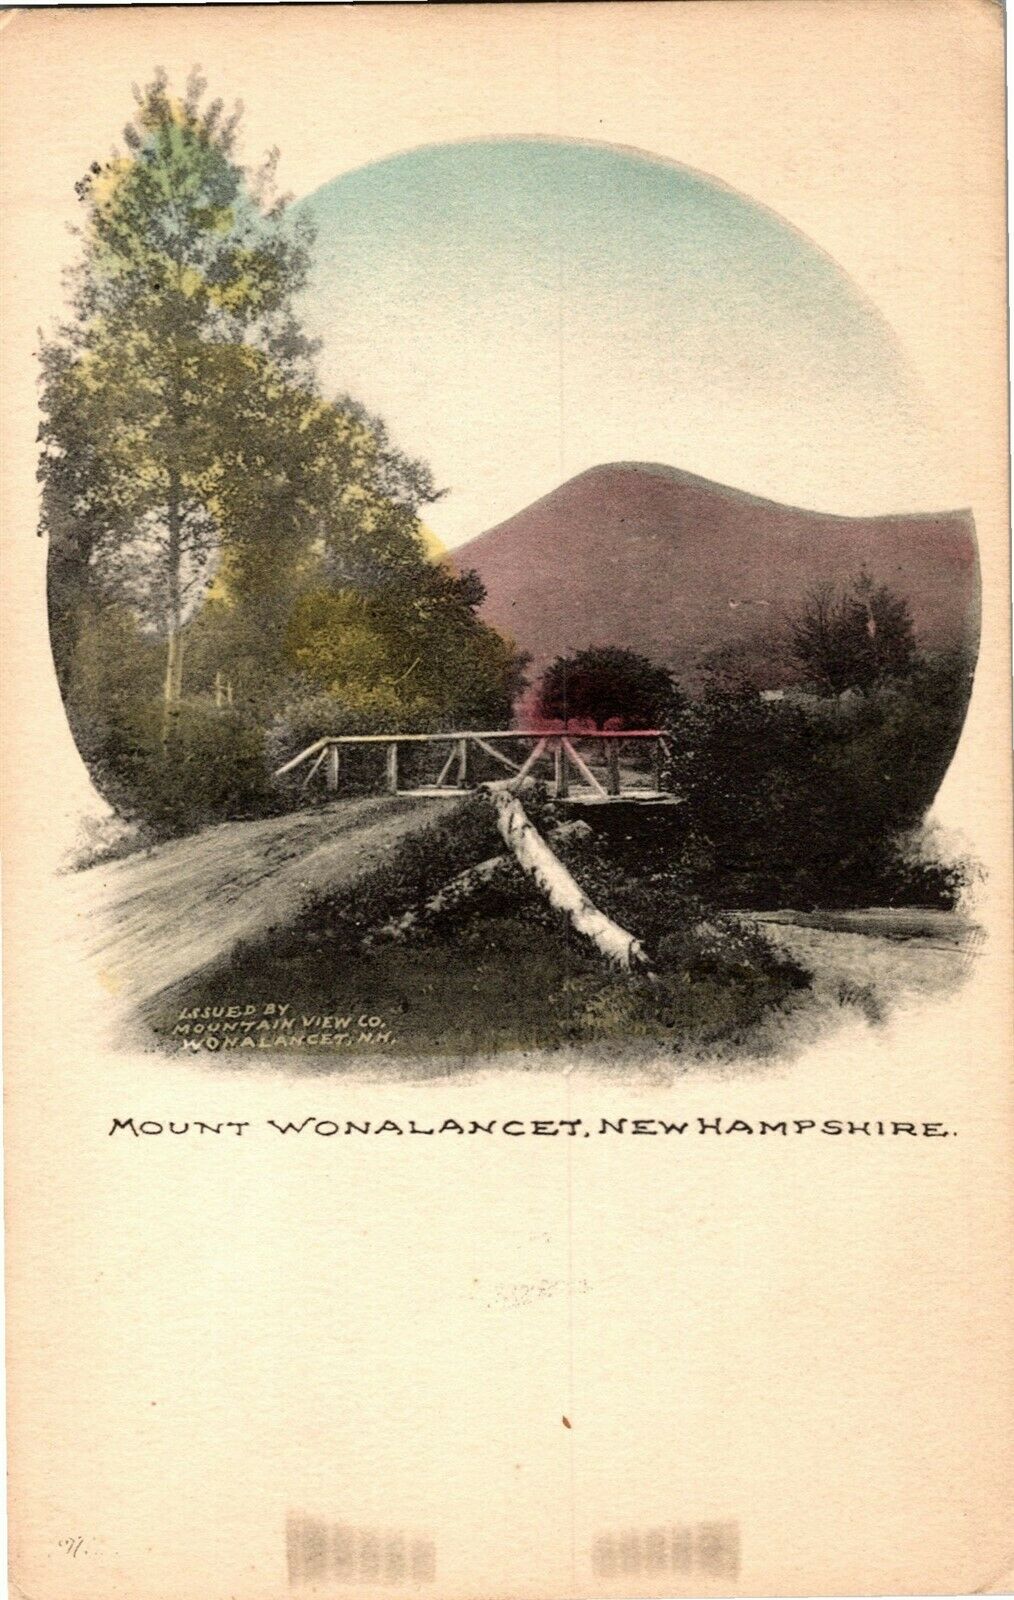 ISSUED BY
MOUNTAIN VIEW CO.
WONALANCET, N.H.
MOUNT WONALANCET, NEW HAMPSHIRE.